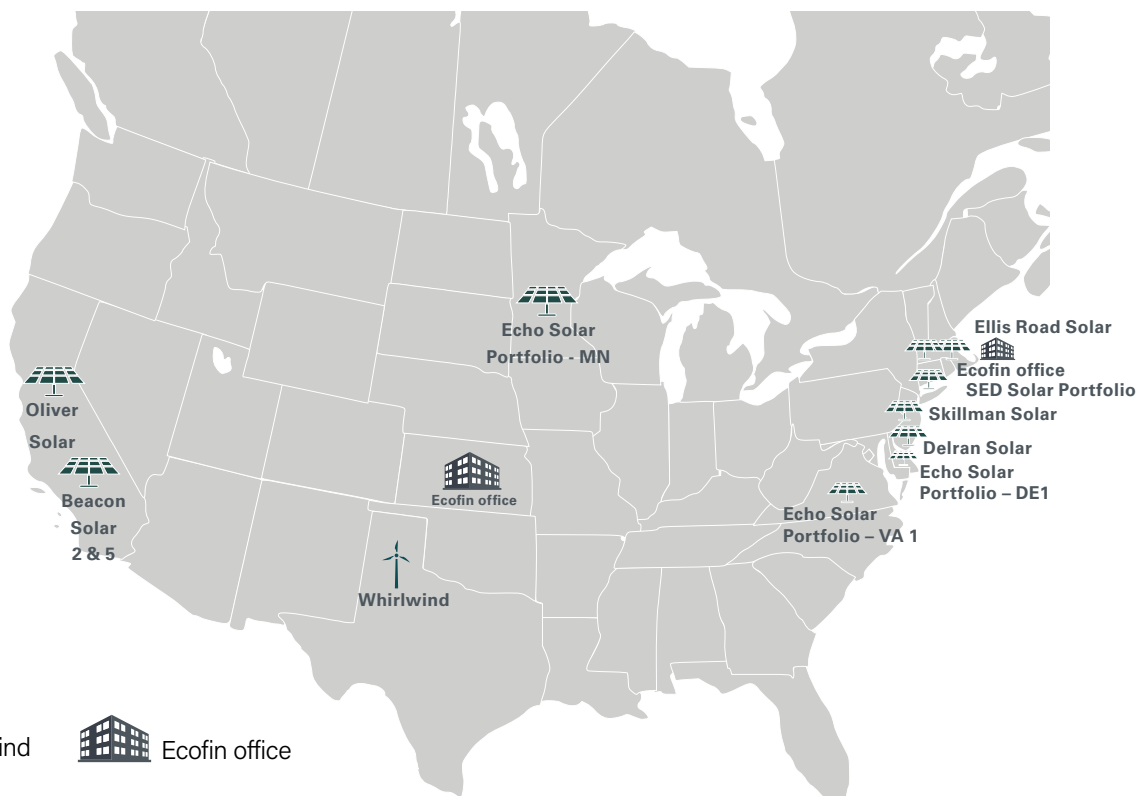 Ellis Road Solar
Echo Solar
Portfolio - MN
Ecofin office
SED Solar Portfolio
Oliver
Solar
Skillman Solar
Delran Solar
Echo Solar
Portfolio – DE1
Beacon
Solar
2 & 5
Ecofin office
Echo Solar
Portfolio – VA 1
Whirlwind
ind
Ecofin office